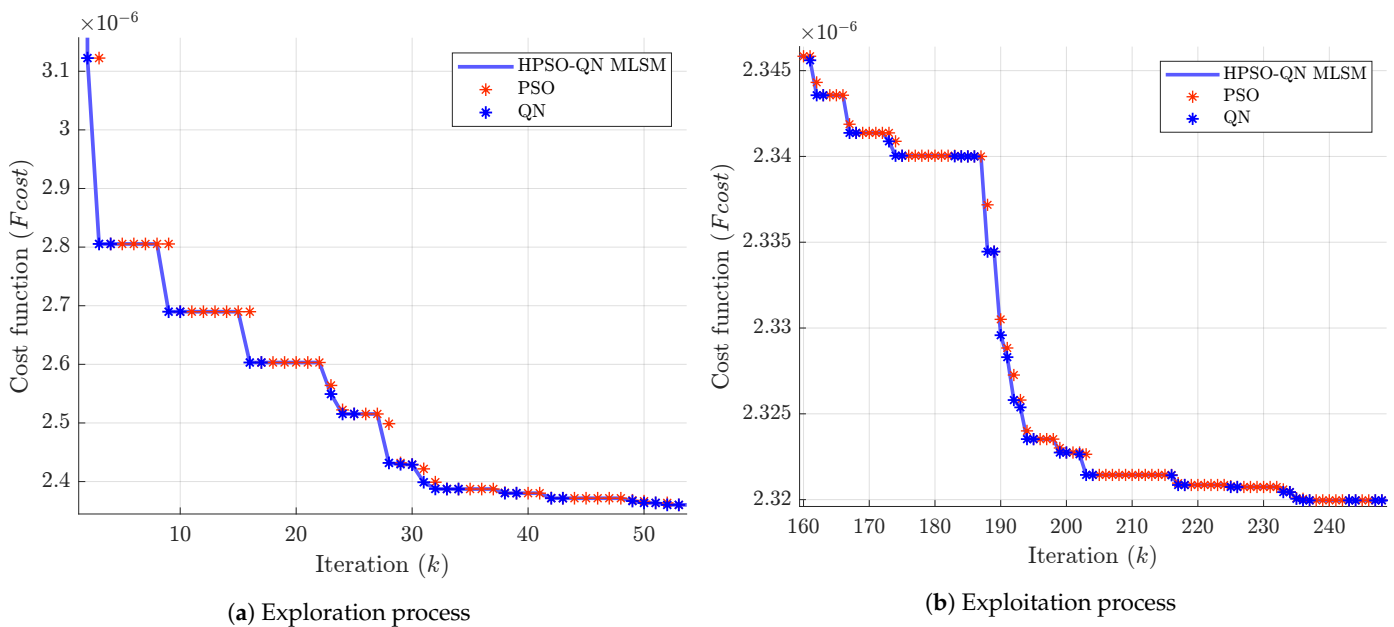 ×10⁻⁶
3.1
3
2.9
2.8
2.7
2.6
2.5
2.4
Cost function (Fcost)
HPSO-QN MLSM
PSO
QN
10
20
30
40
50
Iteration (k)
(a) Exploration process
×10⁻⁶
2.345
2.34
2.335
2.33
2.325
2.32
Cost function (Fcost)
HPSO-QN MLSM
PSO
QN
160
170
180
190
200
210
220
230
240
Iteration (k)
(b) Exploitation process